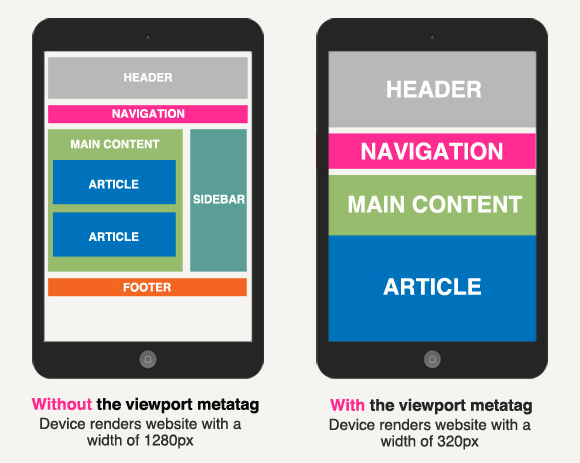 HEADER
NAVIGATION
MAIN CONTENT
ARTICLE
ARTICLE
SIDEBAR
FOOTER
Without the viewport metatag
Device renders website with a
width of 1280px
HEADER
NAVIGATION
MAIN CONTENT
ARTICLE
With the viewport metatag
Device renders website with a
width of 320px